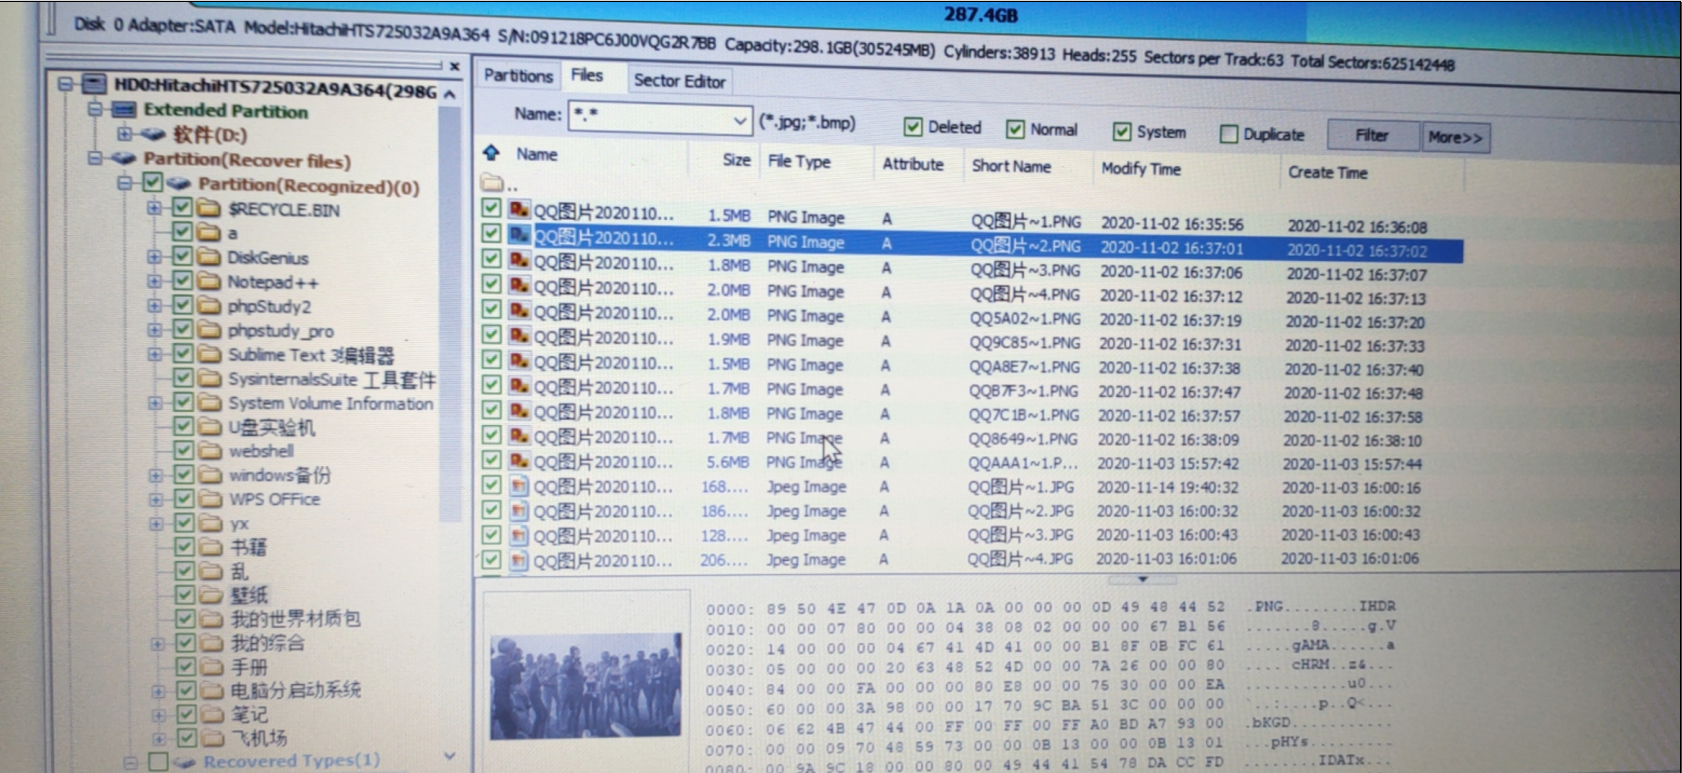 287.4GB
Disk 0 Adapter:SATA Model:HitachiHTS725032A9A364 S/N:091218PC6J00VQG2R7BB Capacity:298.1GB(305245MB) Cylinders:38913 Heads:255 Sectors per Track:63 Total Sectors:625142448
HD0:HitachiHTS725032A9A364(298G
Extended Partition
软件(D:)
Partition(Recover files)
Partition(Recognized)(0)
$RECYCLE.BIN
a
DiskGenius
Notepad++
phpStudy2
phpstudy_pro
Sublime Text 3编辑器
SysinternalsSuite 工具套件
System Volume Information
U盘实验机
webshell
windows备份
WPS OFFice
yx
书籍
乱
壁纸
我的世界材质包
我的综合
手册
电脑分启动系统
笔记
飞机场
Recovered Types(1)
Partitions Files Sector Editor
Name: *.* (*.jpg;*.bmp) Deleted Normal System Duplicate Filter More>>
Name Size File Type Attribute Short Name Modify Time Create Time
..
QQ图片2020110... 1.5MB PNG Image A QQ图片~1.PNG 2020-11-02 16:35:56 2020-11-02 16:36:08
QQ图片2020110... 2.3MB PNG Image A QQ图片~2.PNG 2020-11-02 16:37:01 2020-11-02 16:37:02
QQ图片2020110... 1.8MB PNG Image A QQ图片~3.PNG 2020-11-02 16:37:06 2020-11-02 16:37:07
QQ图片2020110... 2.0MB PNG Image A QQ图片~4.PNG 2020-11-02 16:37:12 2020-11-02 16:37:13
QQ图片2020110... 2.0MB PNG Image A QQ5A02~1.PNG 2020-11-02 16:37:19 2020-11-02 16:37:20
QQ图片2020110... 1.9MB PNG Image A QQ9C85~1.PNG 2020-11-02 16:37:31 2020-11-02 16:37:33
QQ图片2020110... 1.5MB PNG Image A QQA8E7~1.PNG 2020-11-02 16:37:38 2020-11-02 16:37:40
QQ图片2020110... 1.7MB PNG Image A QQB7F3~1.PNG 2020-11-02 16:37:47 2020-11-02 16:37:48
QQ图片2020110... 1.8MB PNG Image A QQ7C1B~1.PNG 2020-11-02 16:37:57 2020-11-02 16:37:58
QQ图片2020110... 1.7MB PNG Image A QQ8649~1.PNG 2020-11-02 16:38:09 2020-11-02 16:38:10
QQ图片2020110... 5.6MB PNG Image A QQAAA1~1.P... 2020-11-03 15:57:42 2020-11-03 15:57:44
QQ图片2020110... 168.... Jpeg Image A QQ图片~1.JPG 2020-11-14 19:40:32 2020-11-03 16:00:16
QQ图片2020110... 186.... Jpeg Image A QQ图片~2.JPG 2020-11-03 16:00:32 2020-11-03 16:00:32
QQ图片2020110... 128.... Jpeg Image A QQ图片~3.JPG 2020-11-03 16:00:43 2020-11-03 16:00:43
QQ图片2020110... 206.... Jpeg Image A QQ图片~4.JPG 2020-11-03 16:01:06 2020-11-03 16:01:06
0000: 89 50 4E 47 0D 0A 1A 0A 00 00 00 0D 49 48 44 52 .PNG........IHDR
0010: 00 00 07 80 00 00 04 38 08 02 00 00 00 67 B1 56 .......8.....g.V
0020: 14 00 00 00 04 67 41 4D 41 00 00 B1 8F 0B FC 61 .....gAMA......a
0030: 05 00 00 00 20 63 48 52 4D 00 00 7A 26 00 00 80 .... cHRM..z&...
0040: 84 00 00 FA 00 00 00 80 E8 00 00 75 30 00 00 EA ...........u0...
0050: 60 00 00 3A 98 00 00 17 70 9C BA 51 3C 00 00 00 `..:....p..Q<...
0060: 06 62 4B 47 44 00 FF 00 FF 00 FF A0 BD A7 93 00 .bKGD...........
0070: 00 00 09 70 48 59 73 00 00 0B 13 00 00 0B 13 01 ...pHYs.........
0080: 00 9A 9C 18 00 00 80 00 49 44 41 54 78 DA CC FD ........IDATx...